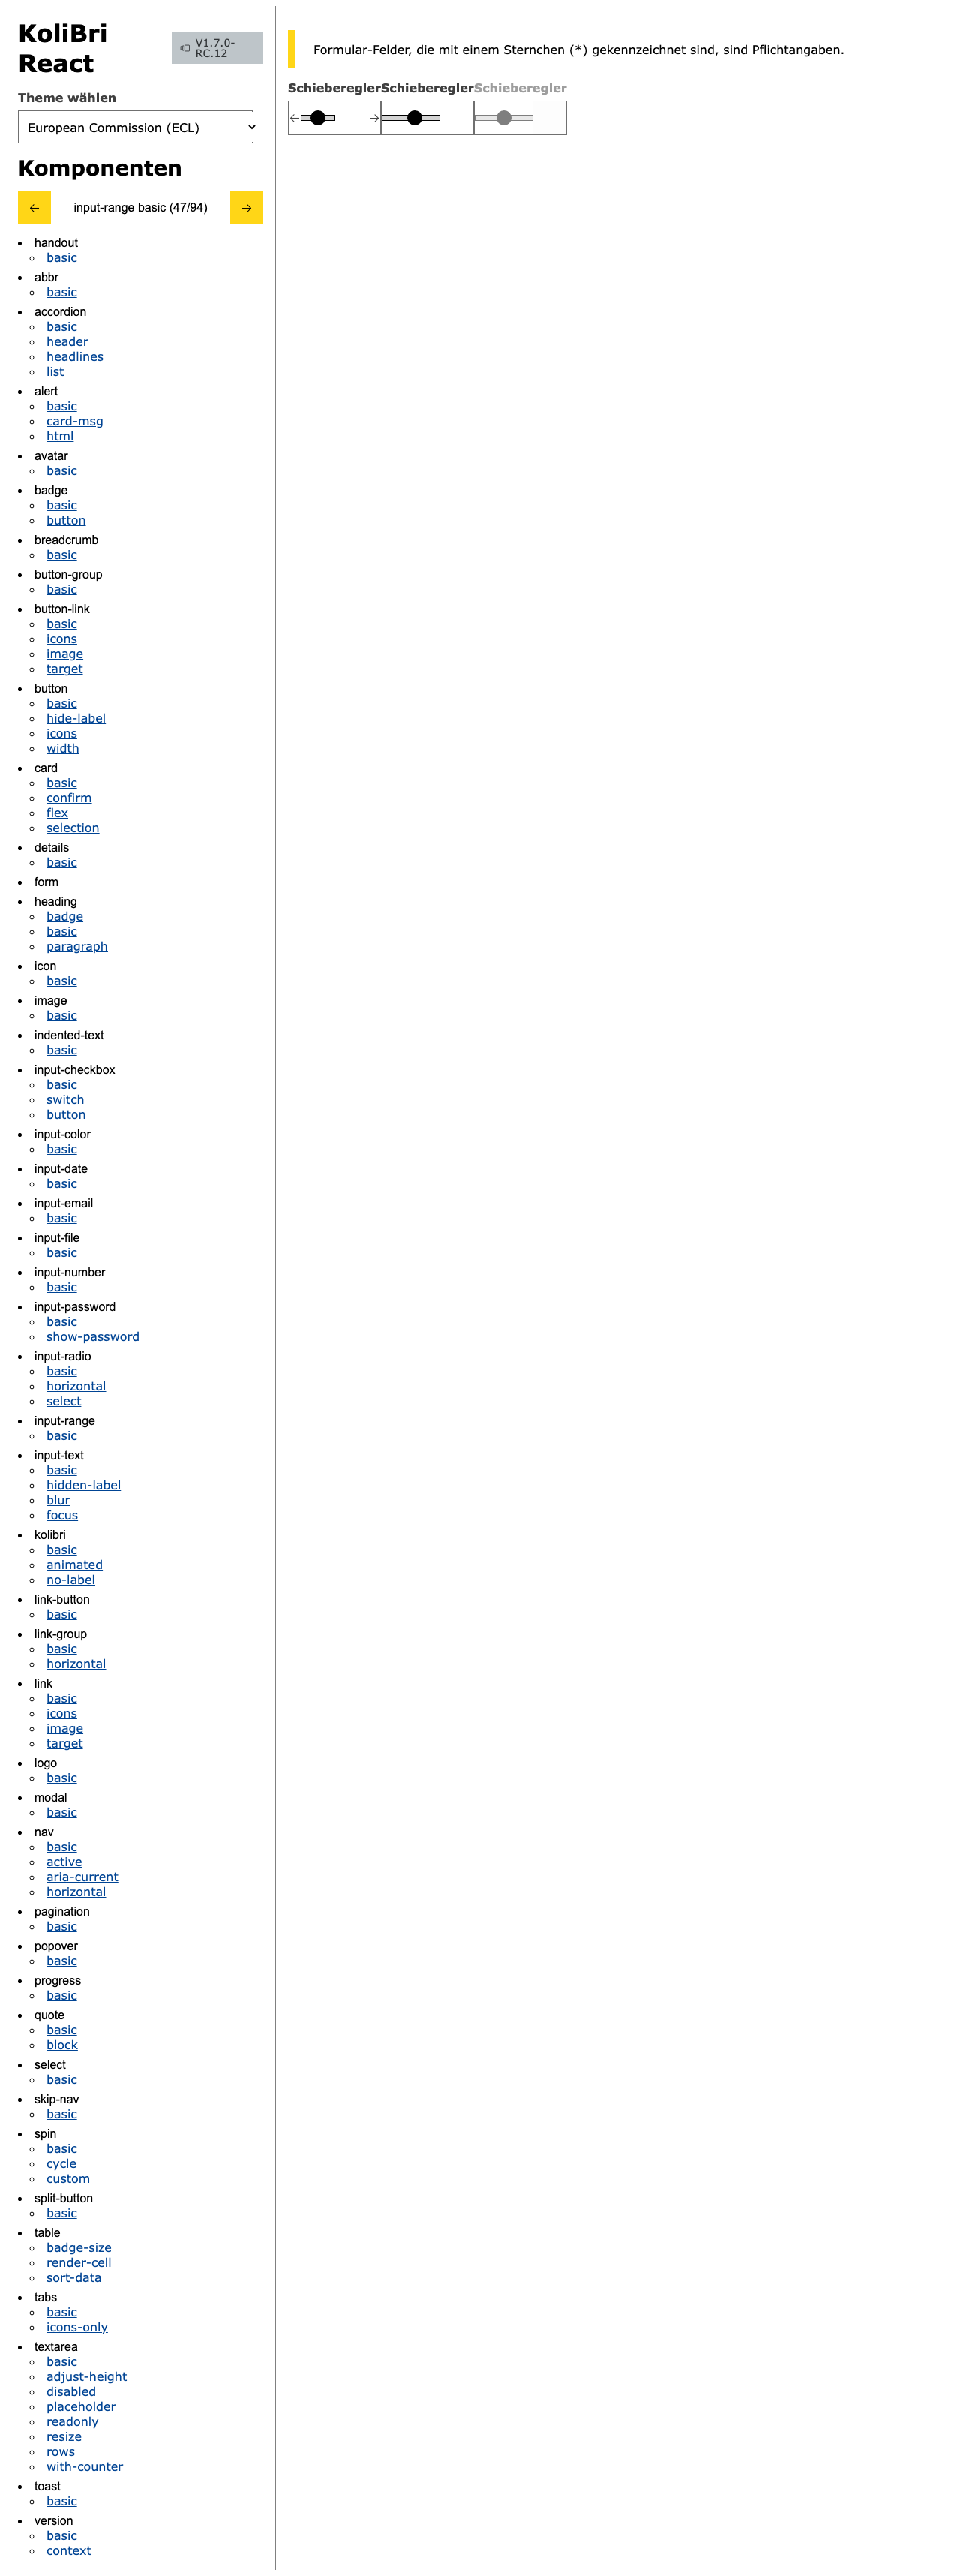 KoliBri
React
V1.7.0-
RC.12
Theme wählen
European Commission (ECL)
Komponenten
← input-range basic (47/94) →
handout
basic
abbr
basic
accordion
basic
header
headlines
list
alert
basic
card-msg
html
avatar
basic
badge
basic
button
breadcrumb
basic
button-group
basic
button-link
basic
icons
image
target
button
basic
hide-label
icons
width
card
basic
confirm
flex
selection
details
basic
form
heading
badge
basic
paragraph
icon
basic
image
basic
indented-text
basic
input-checkbox
basic
switch
button
input-color
basic
input-date
basic
input-email
basic
input-file
basic
input-number
basic
input-password
basic
show-password
input-radio
basic
horizontal
select
input-range
basic
input-text
basic
hidden-label
blur
focus
kolibri
basic
animated
no-label
link-button
basic
link-group
basic
horizontal
link
basic
icons
image
target
logo
basic
modal
basic
nav
basic
active
aria-current
horizontal
pagination
basic
popover
basic
progress
basic
quote
basic
block
select
basic
skip-nav
basic
spin
basic
cycle
custom
split-button
basic
table
badge-size
render-cell
sort-data
tabs
basic
icons-only
textarea
basic
adjust-height
disabled
placeholder
readonly
resize
rows
with-counter
toast
basic
version
basic
context
Formular-Felder, die mit einem Sternchen (*) gekennzeichnet sind, sind Pflichtangaben.
Schieberegler Schieberegler Schieberegler